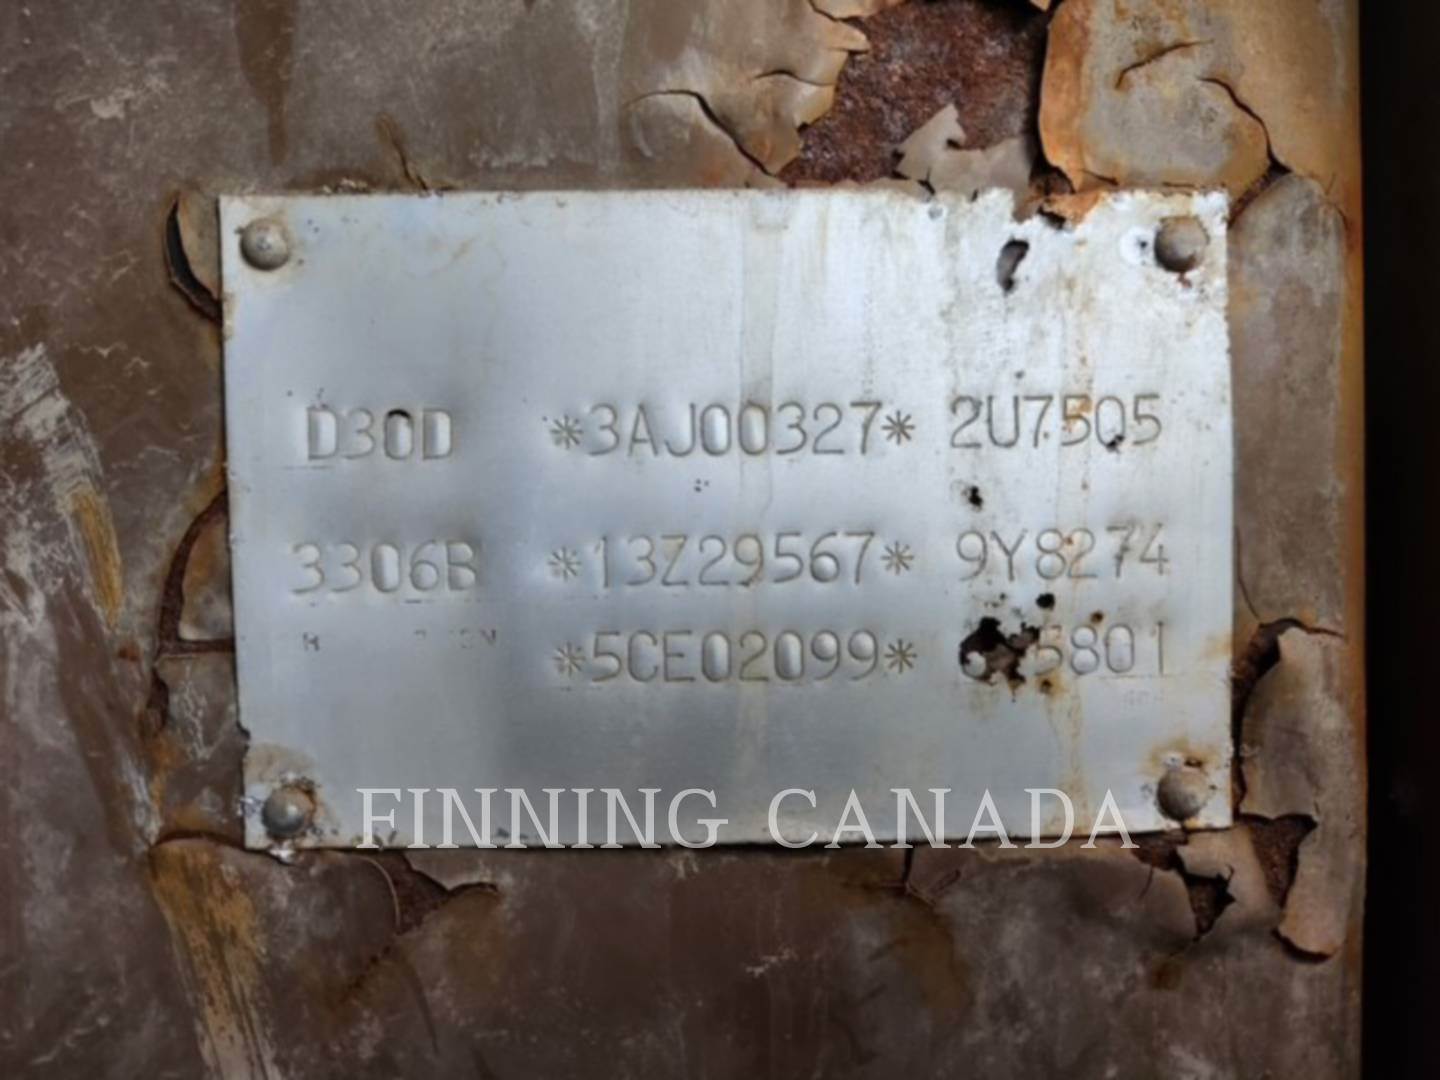 D30D *3AJ00327* 2U7505
3306B *13Z29567* 9Y8274
*5CE02099*
FINNING CANADA